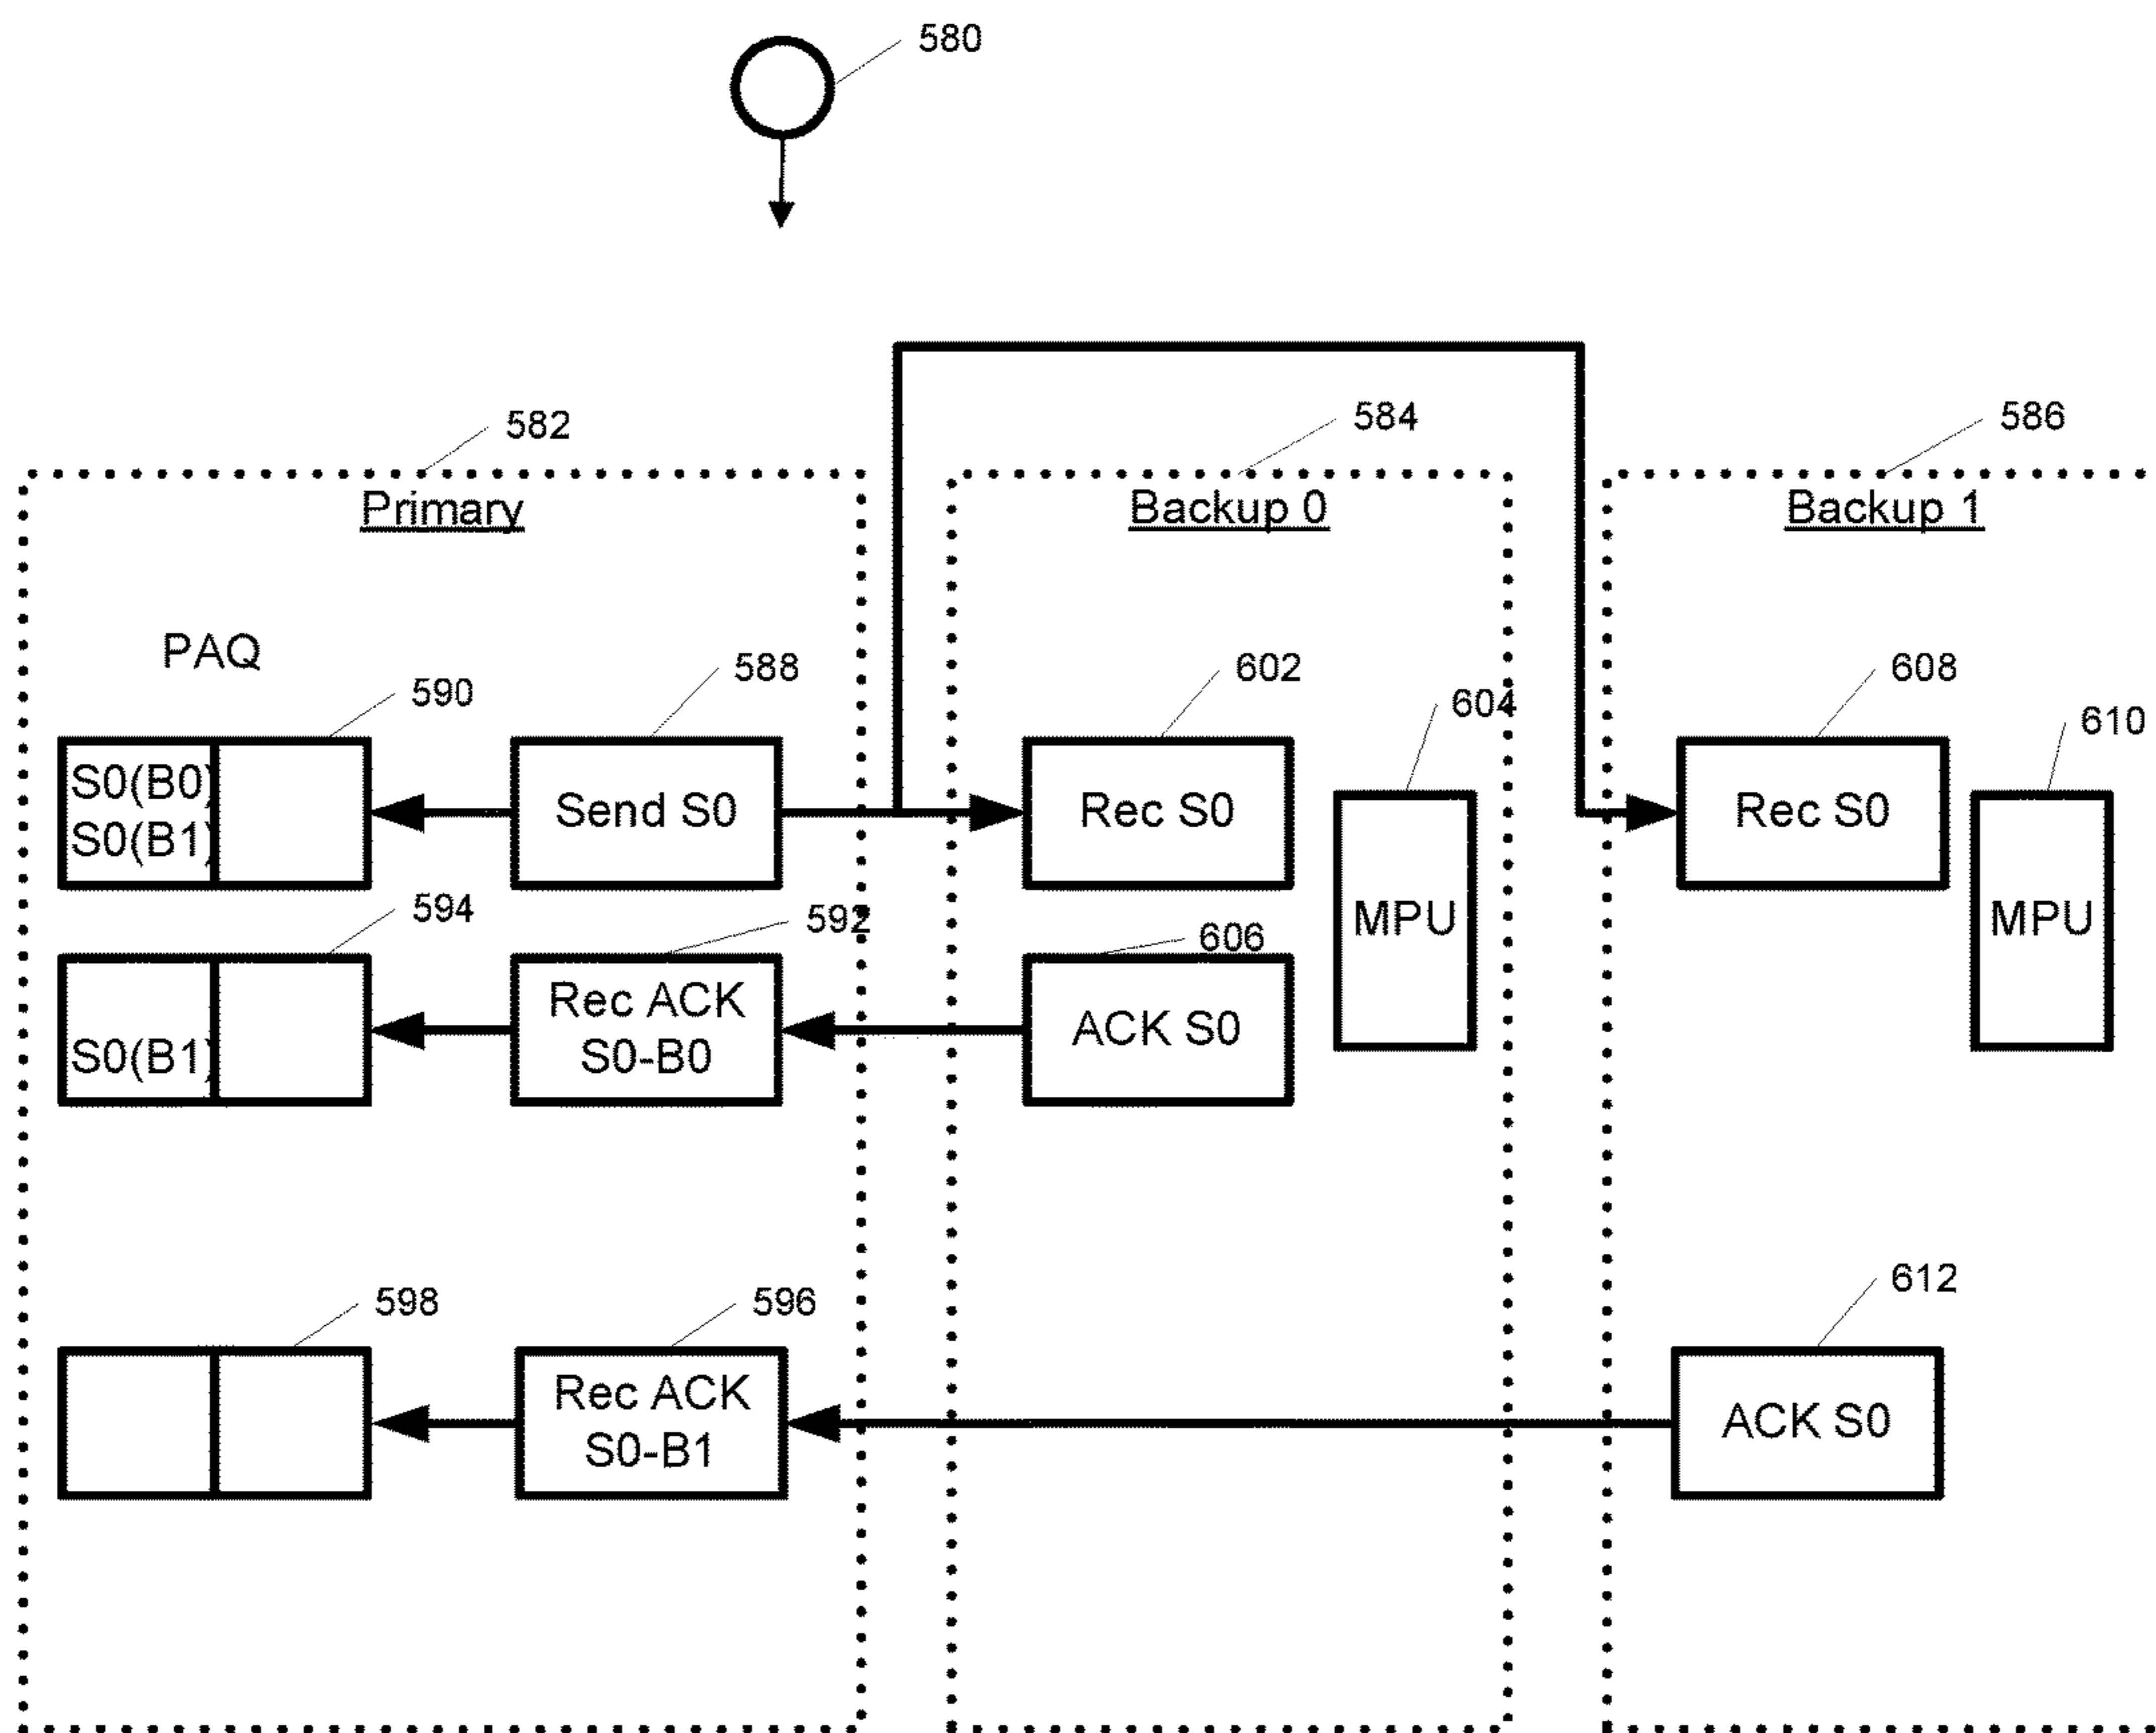 580
582
584
586
Primary
Backup 0
Backup 1
PAQ
590
588
602
604
608
610
S0(B0)
S0(B1)
Send S0
Rec S0
MPU
Rec S0
MPU
594
592
606
S0(B1)
Rec ACK
S0-B0
ACK S0
598
596
612
Rec ACK
S0-B1
ACK S0